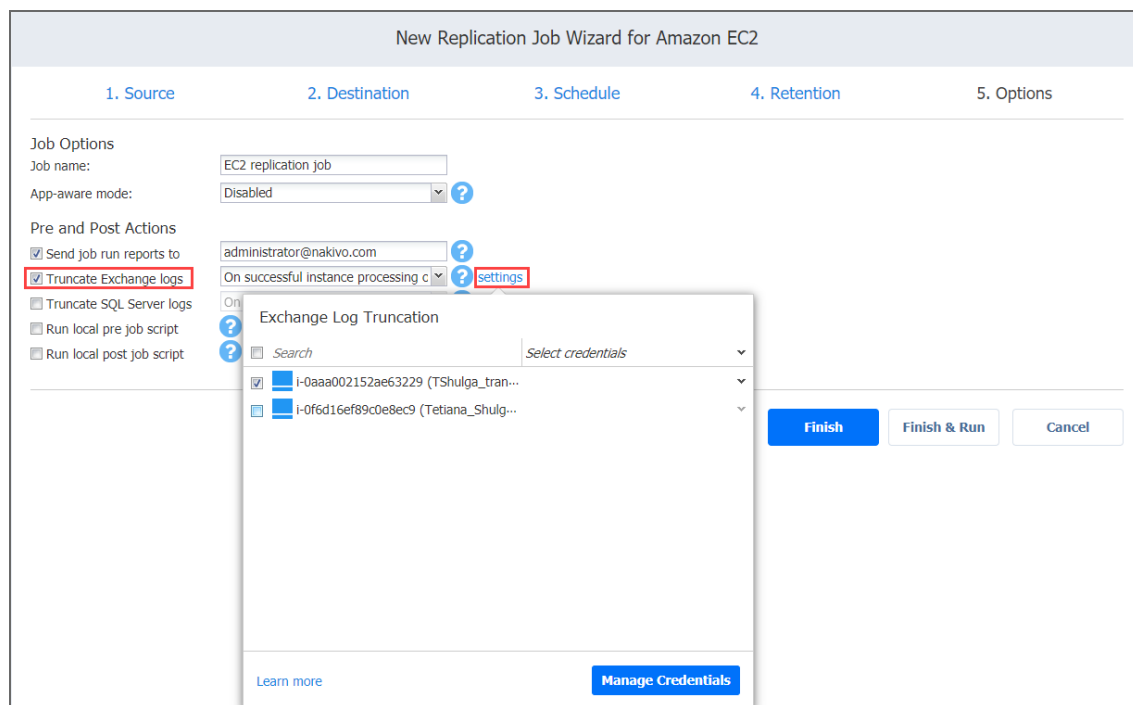 New Replication Job Wizard for Amazon EC2
1. Source 2. Destination 3. Schedule 4. Retention 5. Options
Job Options
Job name: EC2 replication job
App-aware mode: Disabled ?
Pre and Post Actions
Send job run reports to administrator@nakivo.com ?
Truncate Exchange logs On successful instance processing o ? settings
Truncate SQL Server logs On
Run local pre job script ?
Run local post job script ?
Exchange Log Truncation
Search Select credentials
i-0aaa002152ae63229 (TShulga_tran...
i-0f6d16ef89c0e8ec9 (Tetiana_Shulg...
Finish Finish & Run Cancel
Learn more Manage Credentials